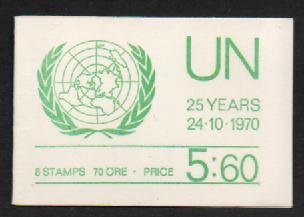 UN
25 YEARS
24·10·1970
8 STAMPS 70 ÖRE · PRICE 5:60